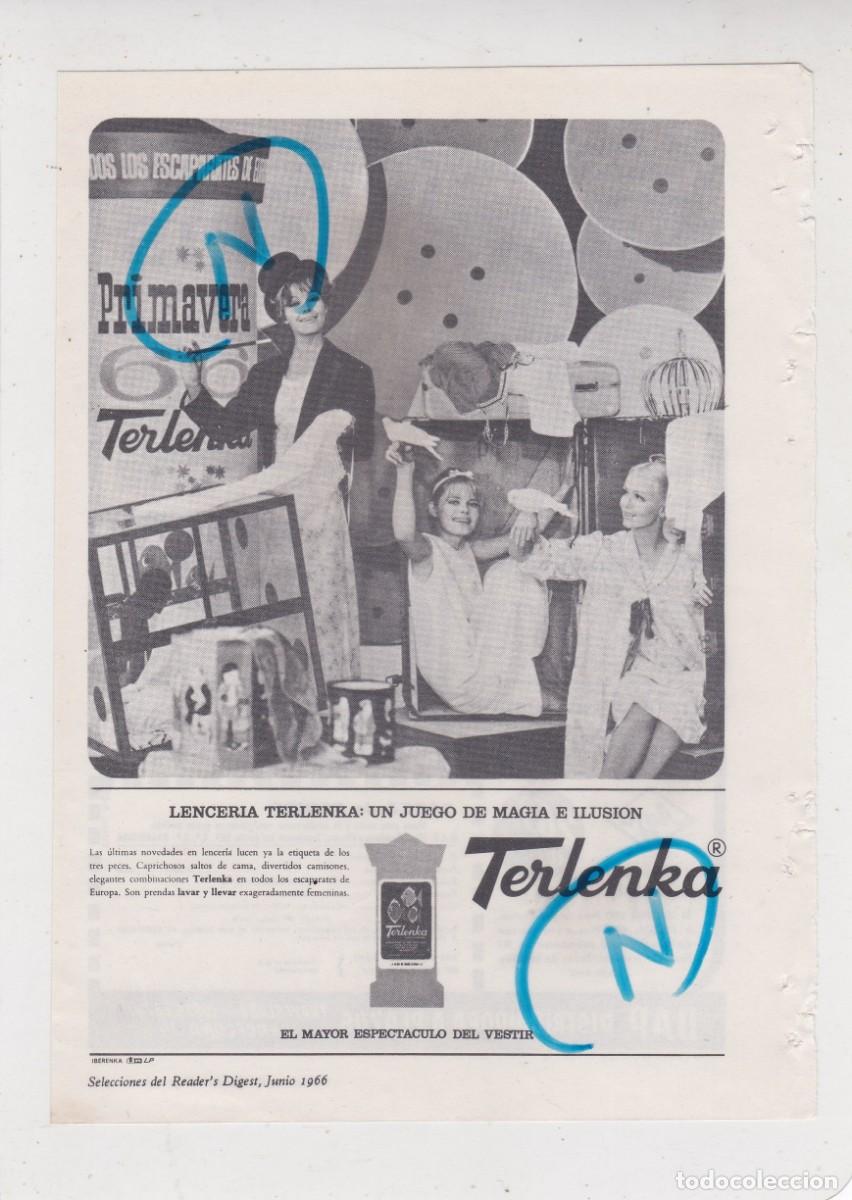 DOS LOS ESCAPARATES DE EU
N
Primavera
66
Terlenka
LENCERIA TERLENKA: UN JUEGO DE MAGIA E ILUSION
Las últimas novedades en lencería lucen ya la etiqueta de los
tres peces. Caprichosos saltos de cama, divertidos camisones,
elegantes combinaciones Terlenka en todos los escaparates de
Europa. Son prendas lavar y llevar exageradamente femeninas.
Terlenka®
Terlenka
N
EL MAYOR ESPECTACULO DEL VESTIR
IBERENKA LP
Selecciones del Reader's Digest, Junio 1966
todocoleccion